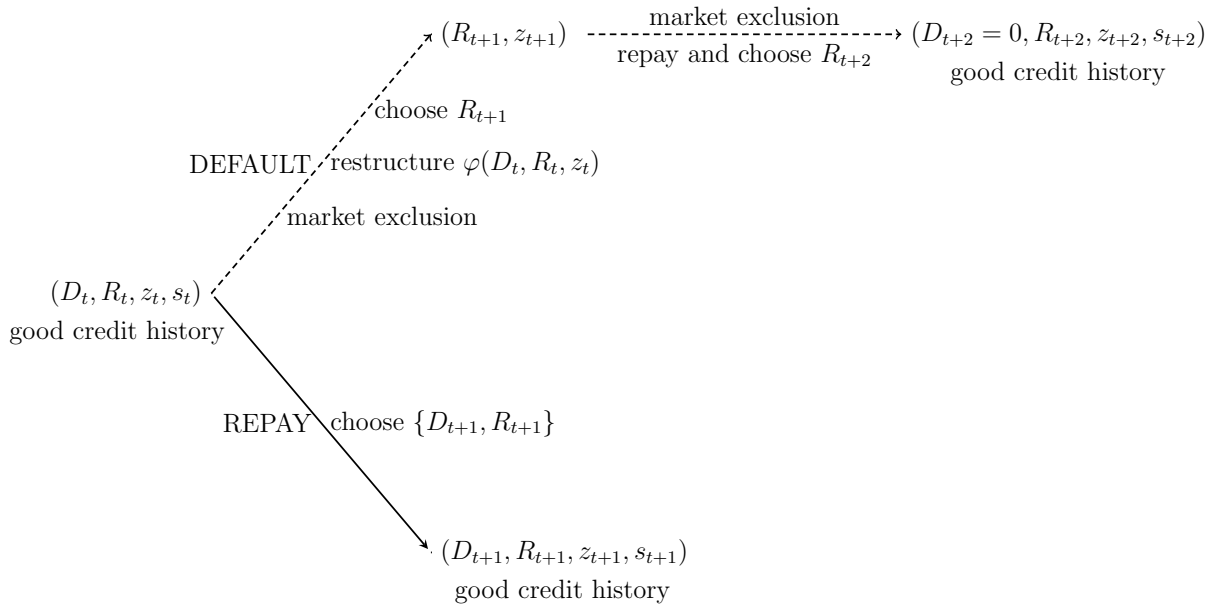 market exclusion
(R_{t+1}, z_{t+1})
(D_{t+2} = 0, R_{t+2}, z_{t+2}, s_{t+2})
repay and choose R_{t+2}
good credit history
choose R_{t+1}
DEFAULT
restructure φ(D_t, R_t, z_t)
market exclusion
(D_t, R_t, z_t, s_t)
good credit history
REPAY
choose {D_{t+1}, R_{t+1}}
(D_{t+1}, R_{t+1}, z_{t+1}, s_{t+1})
good credit history